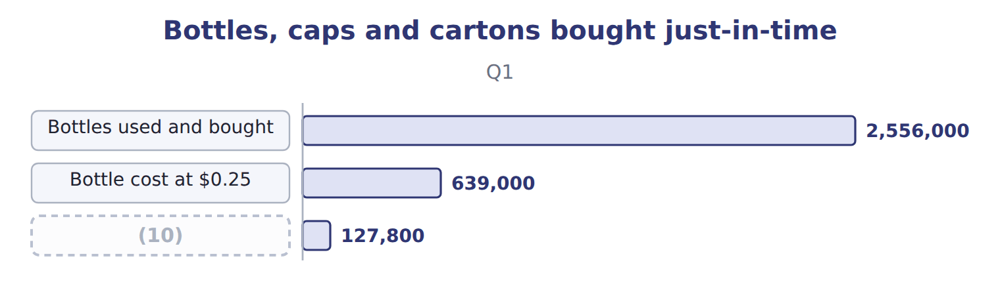 Bottles, caps and cartons bought just-in-time
Q1
Bottles used and bought 2,556,000
Bottle cost at $0.25 639,000
(10) 127,800